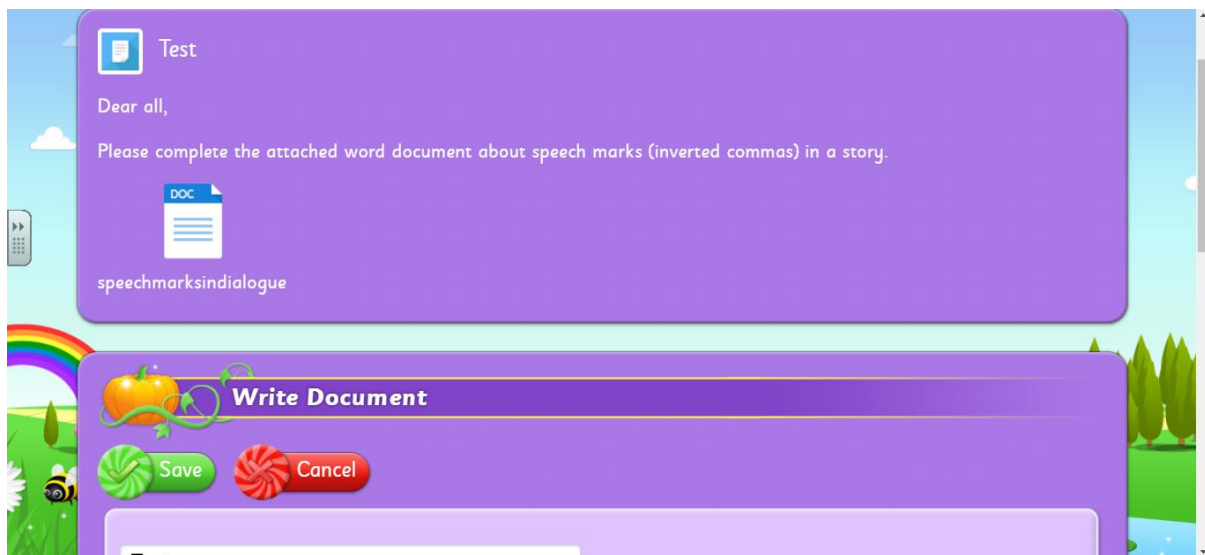 Test
Dear all,
Please complete the attached word document about speech marks (inverted commas) in a story.
DOC
speechmarksindialogue
Write Document
Save
Cancel